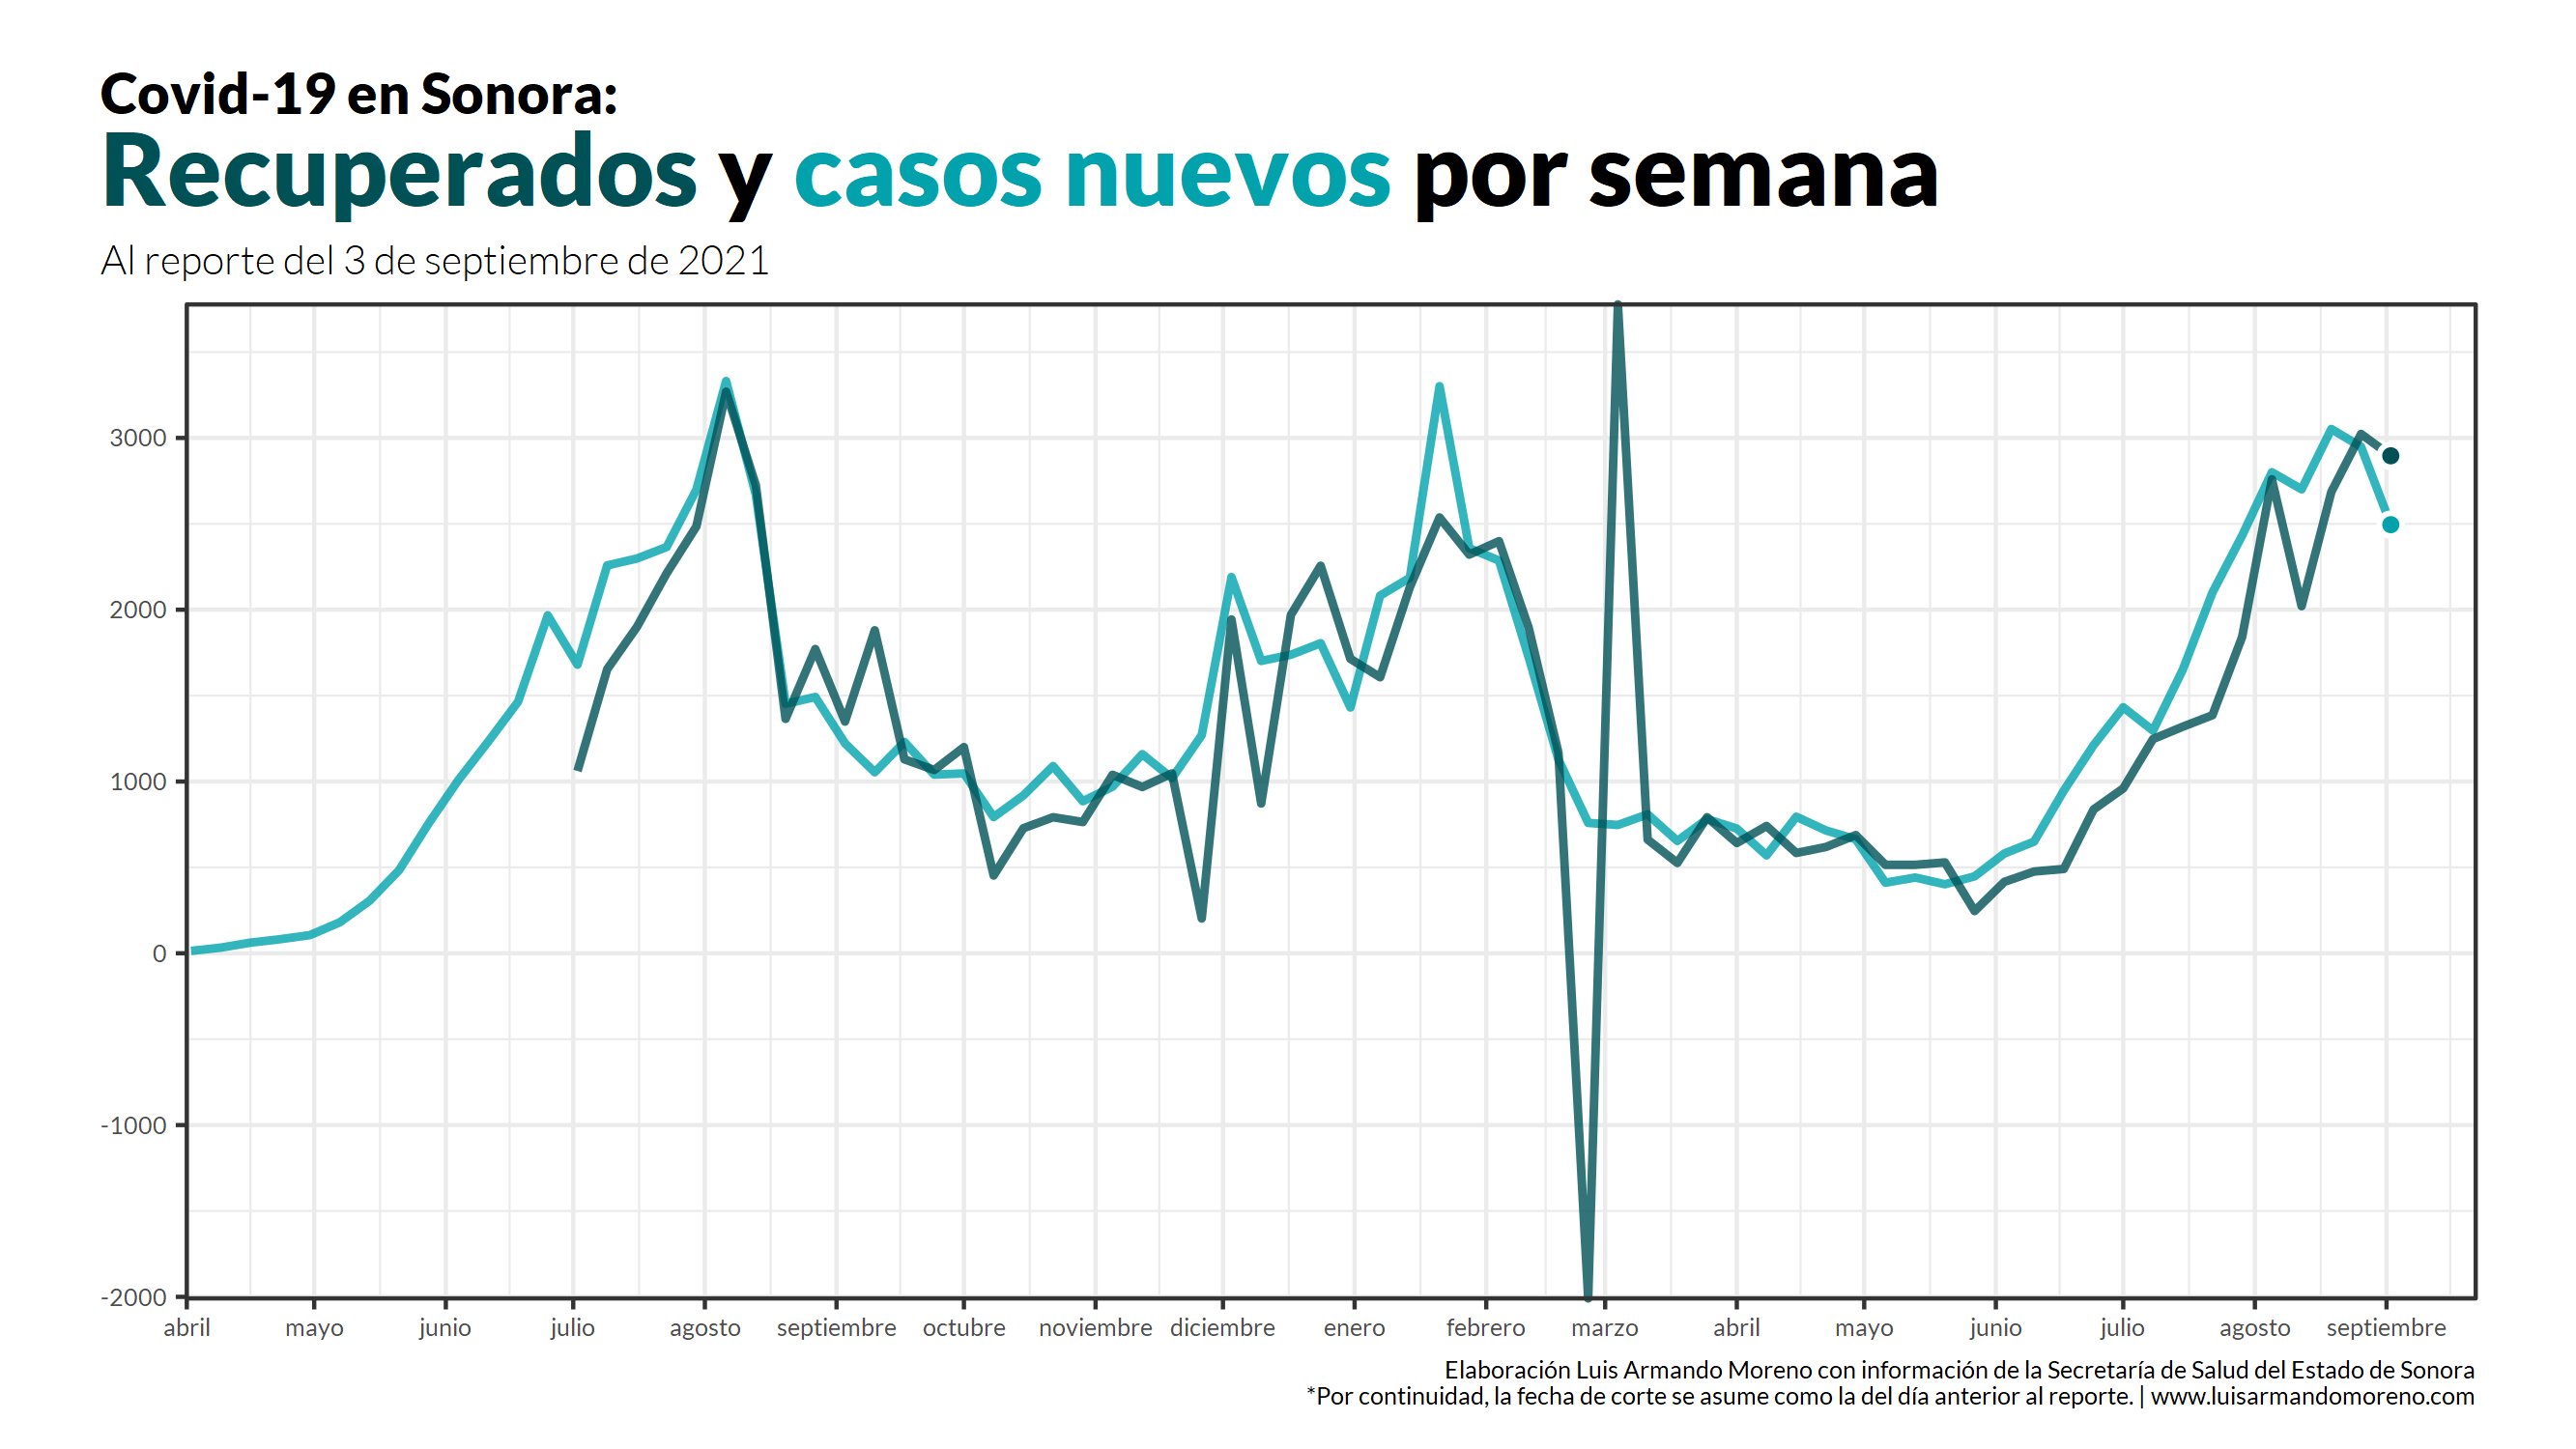 Covid-19 en Sonora:
Recuperados y casos nuevos por semana
Al reporte del 3 de septiembre de 2021
3000
2000
1000
0
-1000
-2000
abril mayo junio julio agosto septiembre octubre noviembre diciembre enero febrero marzo abril mayo junio julio agosto septiembre
Elaboración Luis Armando Moreno con información de la Secretaría de Salud del Estado de Sonora
*Por continuidad, la fecha de corte se asume como la del día anterior al reporte. | www.luisarmandomoreno.com